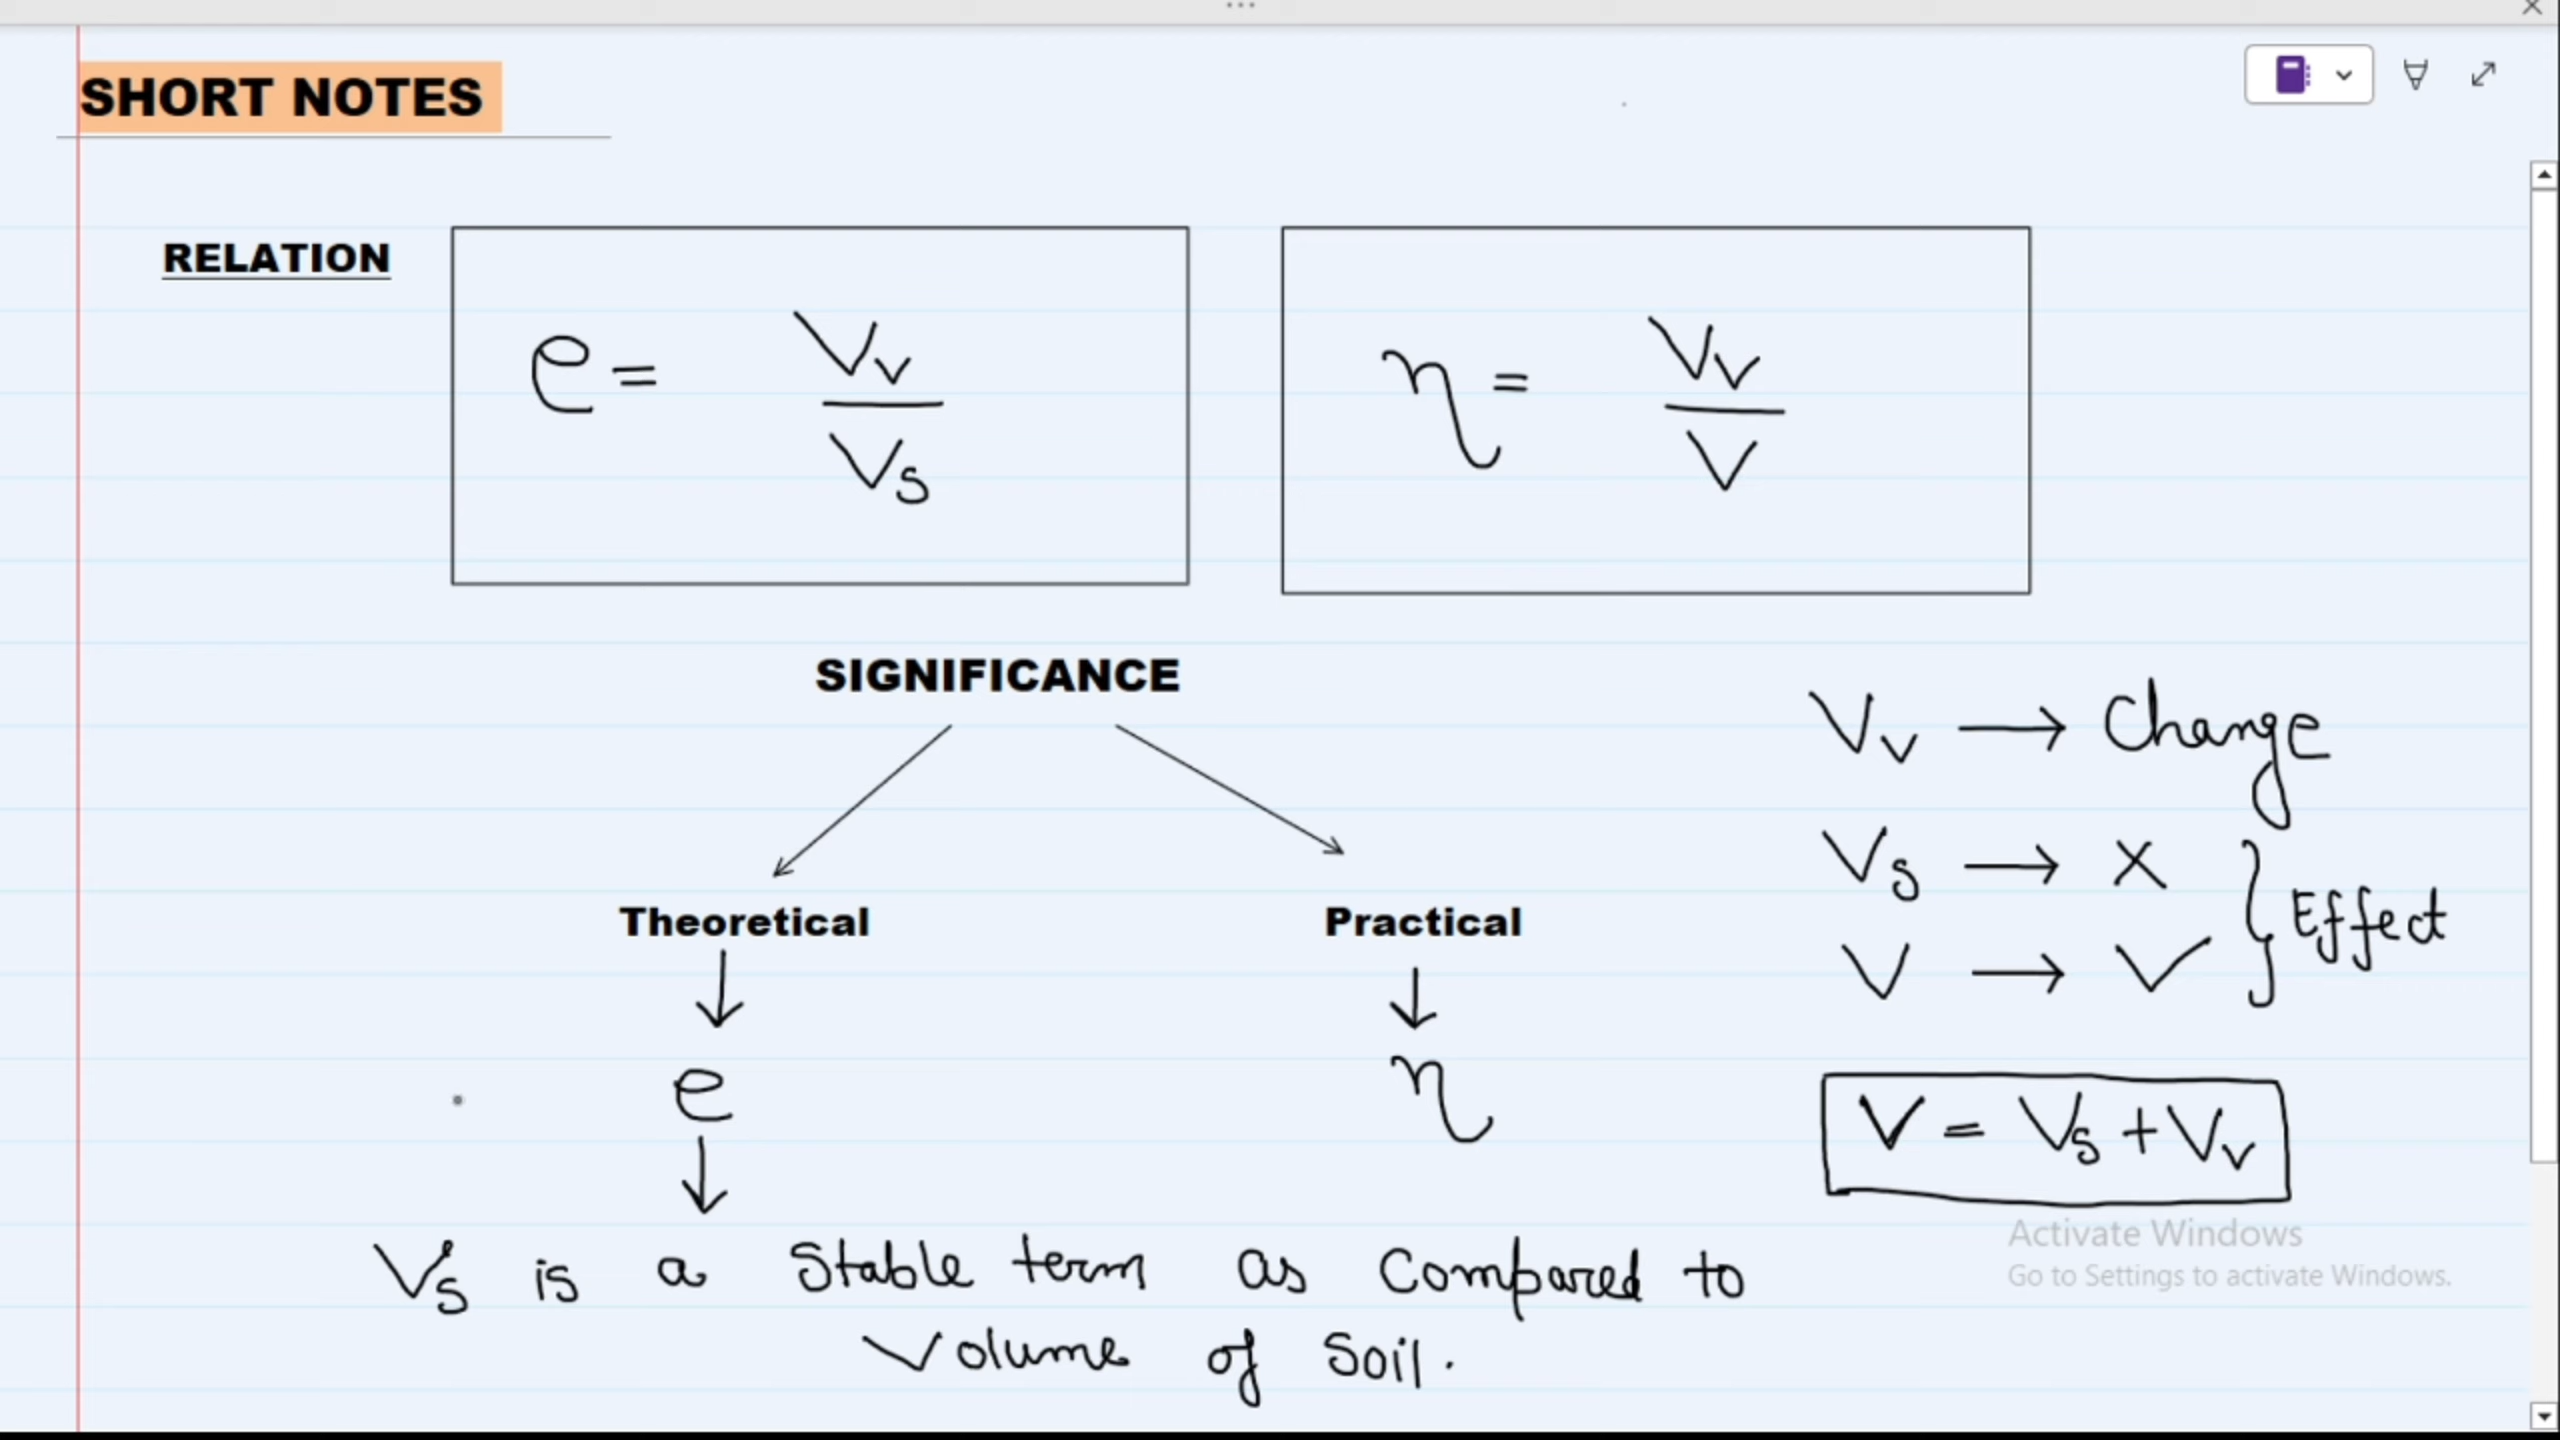 SHORT NOTES
RELATION
e = Vv / Vs
η = Vv / V
SIGNIFICANCE
Vv → Change
Vs → X
V → ✓ } Effect
Theoretical
Practical
↓ ↓
e η
↓
V = Vs + Vv
Activate Windows
Go to Settings to activate Windows.
Vs is a Stable term as Compared to
Volume of Soil.